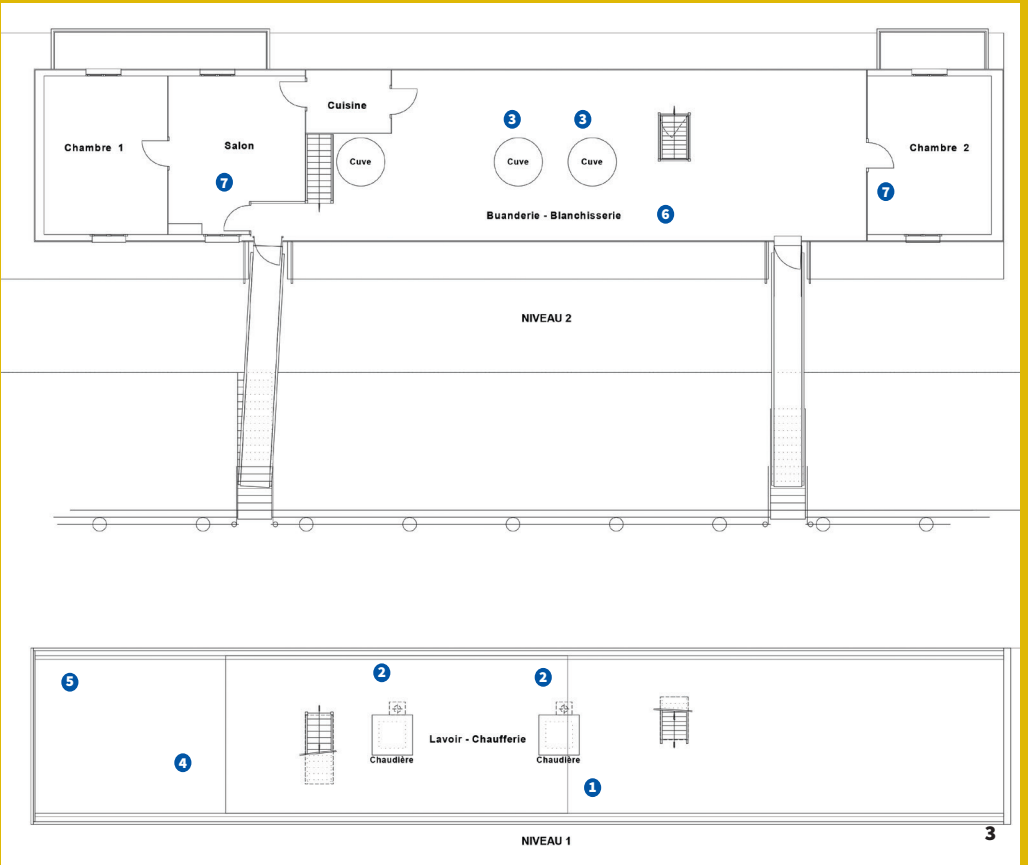 Cuisine
Chambre 1
Salon
3
3
Chambre 2
Cuve
Cuve
Cuve
7
7
Buanderie - Blanchisserie
6
NIVEAU 2
5
2
2
Lavoir - Chaufferie
Chaudière
Chaudière
4
1
3
NIVEAU 1